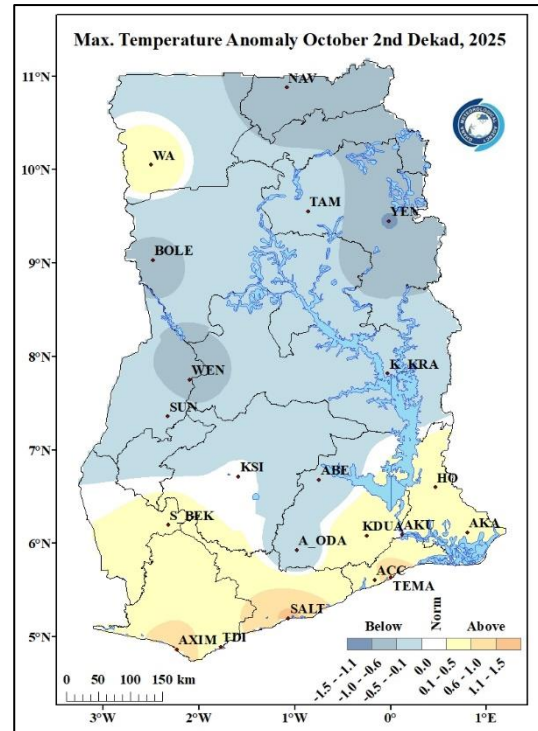 Max. Temperature Anomaly October 2nd Dekad, 2025
11°N
10°N
9°N
8°N
7°N
6°N
5°N
NAV
WA
TAM
YEN
BOLE
K_KRA
WEN
SUN
KSI
ABE
HO
S_BEK
KDUA
AKU
AKA
A_ODA
ACC
TEMA
SALT
AXIM
TDI
Below
Norm
Above
-1.5 - -1.1
-1.0 - -0.6
-0.5 - -0.1
0.0
0.1 - 0.5
0.6 - 1.0
1.1 - 1.5
0 50 100 150 km
3°W
2°W
1°W
0°
1°E